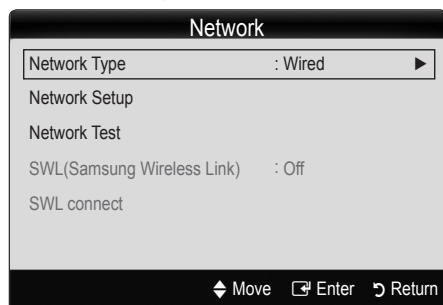 Network
Network Type : Wired ►
Network Setup
Network Test
SWL(Samsung Wireless Link) : Off
SWL connect
Move Enter Return